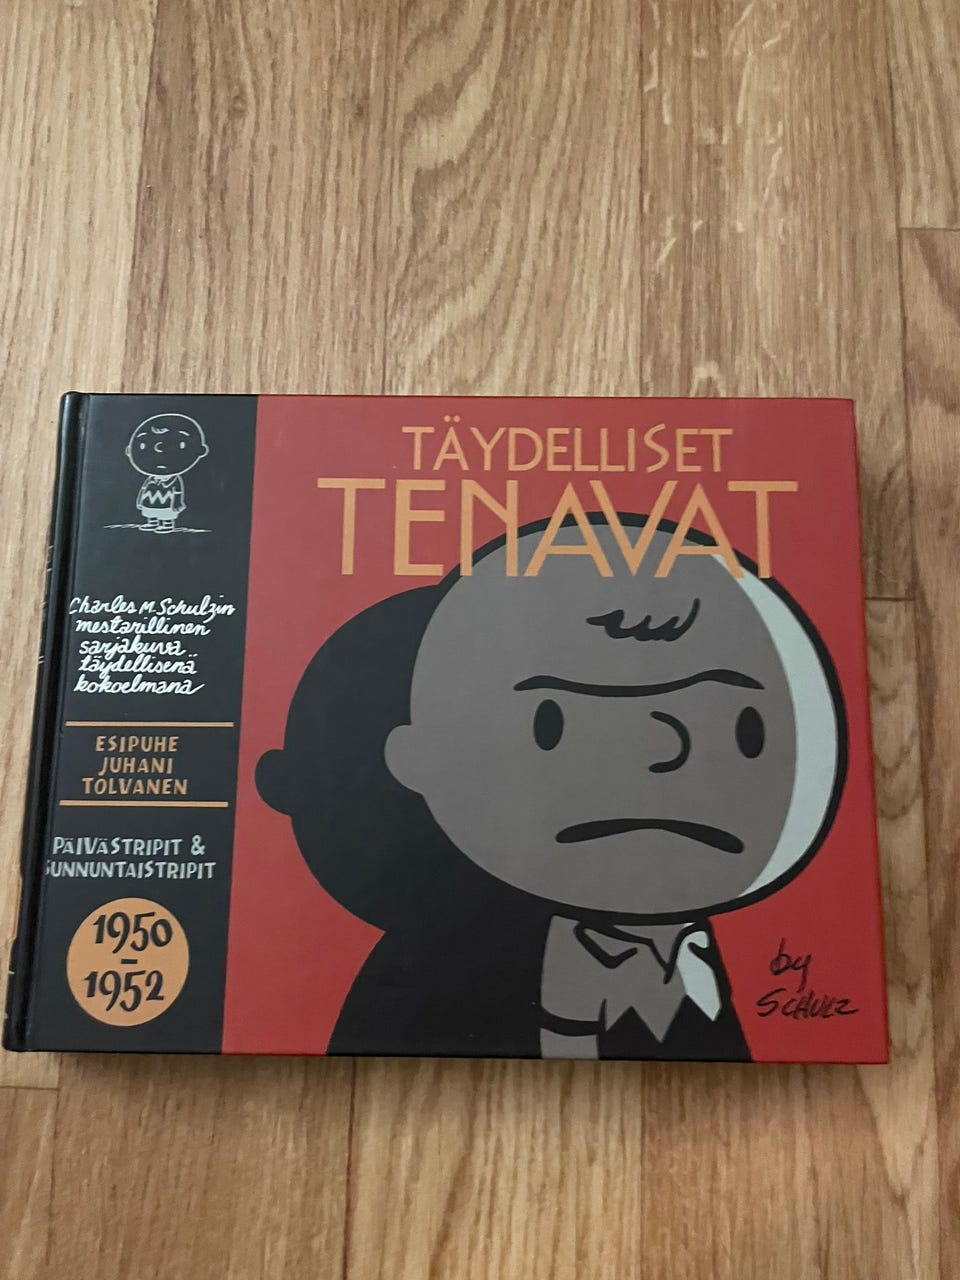 TÄYDELLISET
TENAVAT
Charles M. Schulzin
mestarillinen
sarjakuva
täydellisenä
kokoelmana
ESIPUHE
JUHANI
TOLVANEN
PÄIVÄSTRIPIT &
SUNNUNTAISTRIPIT
1950
–
1952
by
SCHULZ